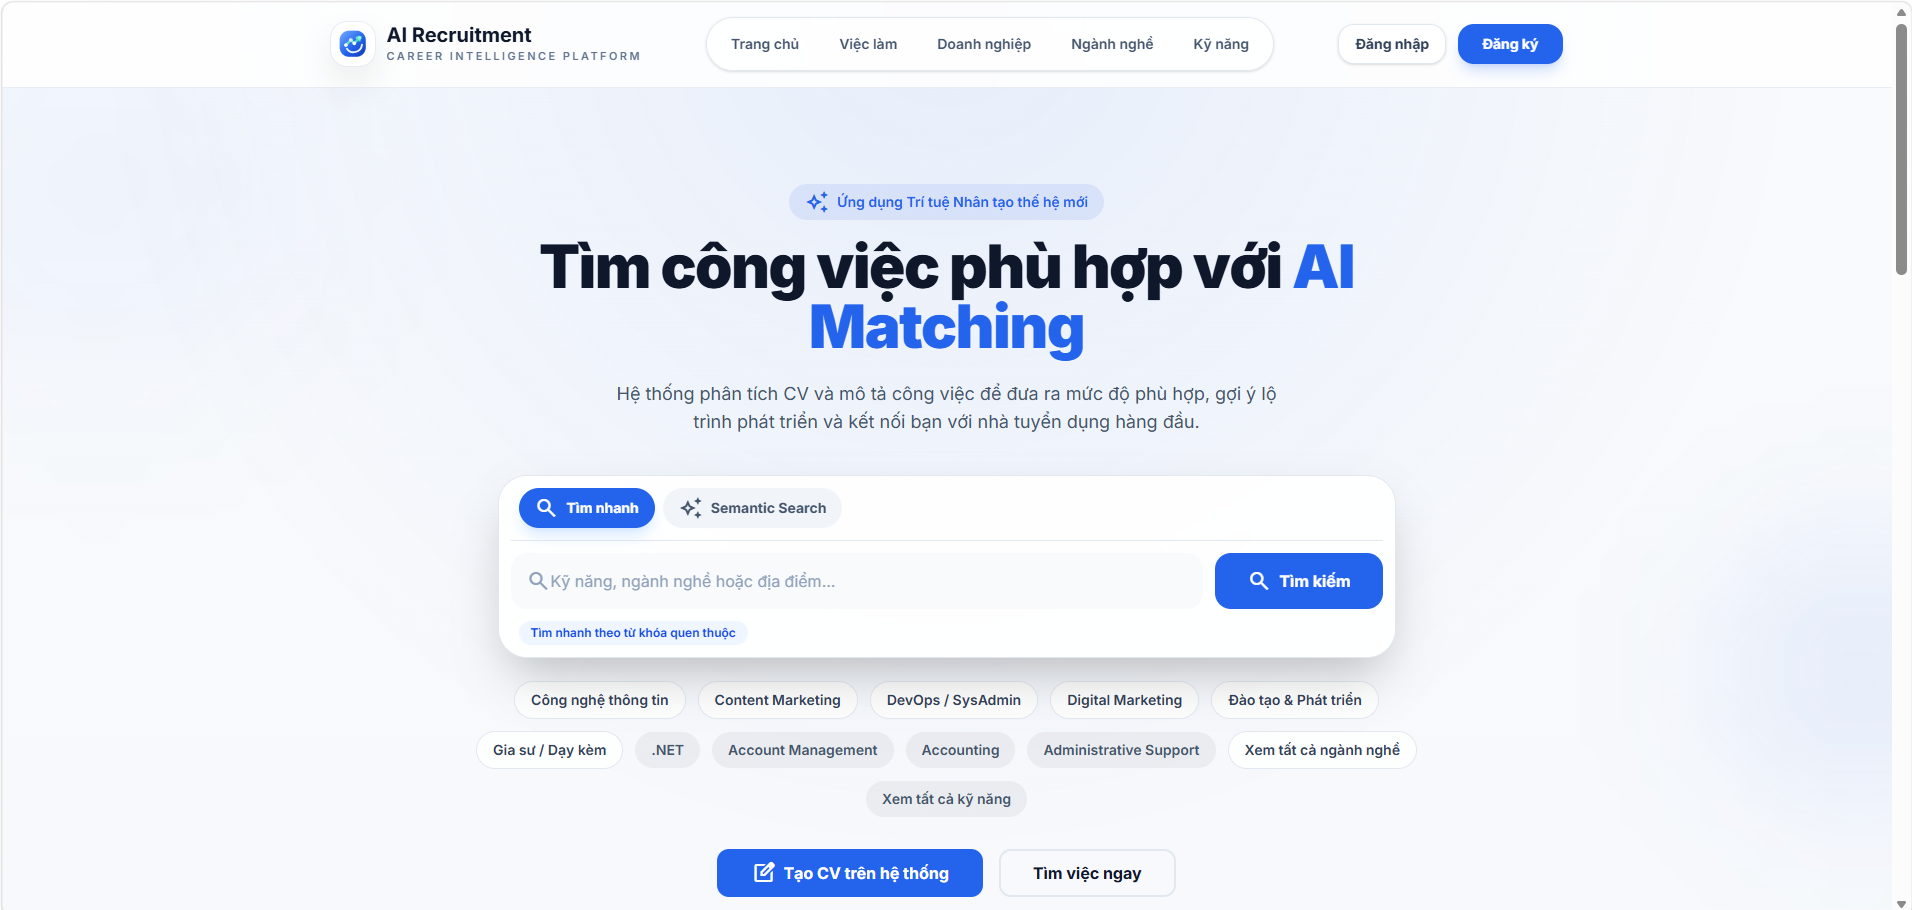 AI Recruitment
CAREER INTELLIGENCE PLATFORM
Trang chủ
Việc làm
Doanh nghiệp
Ngành nghề
Kỹ năng
Đăng nhập
Đăng ký
Ứng dụng Trí tuệ Nhân tạo thế hệ mới
Tìm công việc phù hợp với AI
Matching
Hệ thống phân tích CV và mô tả công việc để đưa ra mức độ phù hợp, gợi ý lộ
trình phát triển và kết nối bạn với nhà tuyển dụng hàng đầu.
Tìm nhanh
Semantic Search
Kỹ năng, ngành nghề hoặc địa điểm...
Tìm kiếm
Tìm nhanh theo từ khóa quen thuộc
Công nghệ thông tin
Content Marketing
DevOps / SysAdmin
Digital Marketing
Đào tạo & Phát triển
Gia sư / Dạy kèm
.NET
Account Management
Accounting
Administrative Support
Xem tất cả ngành nghề
Xem tất cả kỹ năng
Tạo CV trên hệ thống
Tìm việc ngay